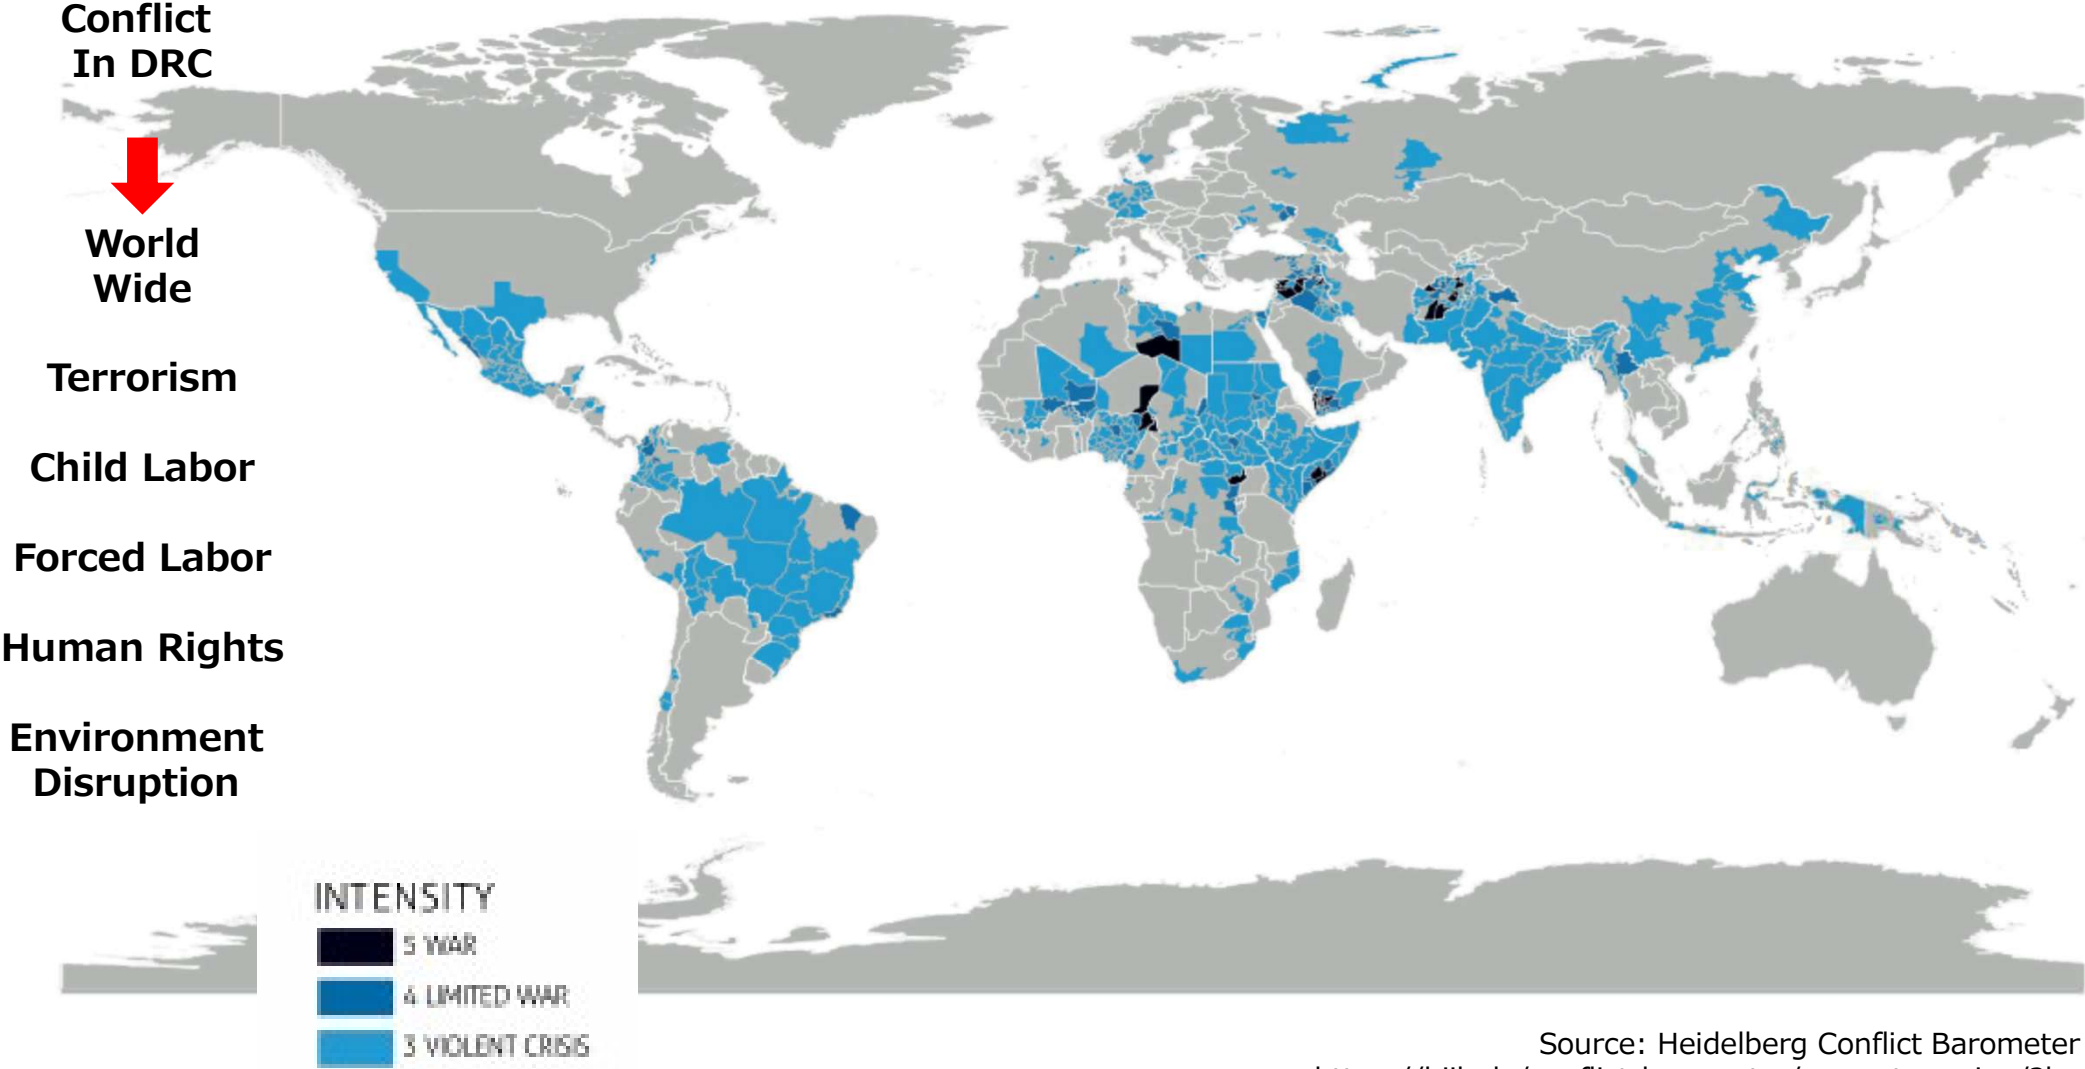 Conflict
In DRC
World
Wide
Terrorism
Child Labor
Forced Labor
Human Rights
Environment
Disruption
INTENSITY
5 WAR
4 LIMITED WAR
3 VIOLENT CRISIS
Source: Heidelberg Conflict Barometer